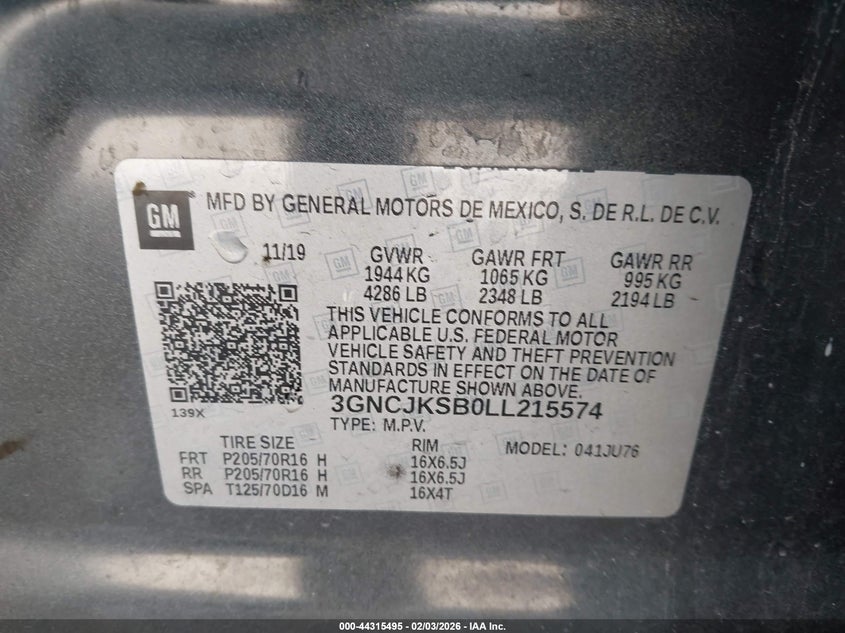 GM
MFD BY GENERAL MOTORS DE MEXICO, S. DE R.L. DE C.V.
11/19 GVWR GAWR FRT GAWR RR
1944 KG 1065 KG 995 KG
4286 LB 2348 LB 2194 LB
THIS VEHICLE CONFORMS TO ALL
APPLICABLE U.S. FEDERAL MOTOR
VEHICLE SAFETY AND THEFT PREVENTION
STANDARDS IN EFFECT ON THE DATE OF
MANUFACTURE SHOWN ABOVE.
139X
3GNCJKSB0LL215574
TYPE: M.P.V.
TIRE SIZE RIM MODEL: 041JU76
FRT P205/70R16 H 16X6.5J
RR P205/70R16 H 16X6.5J
SPA T125/70D16 M 16X4T
000-44315495 - 02/03/2026 - IAA Inc.